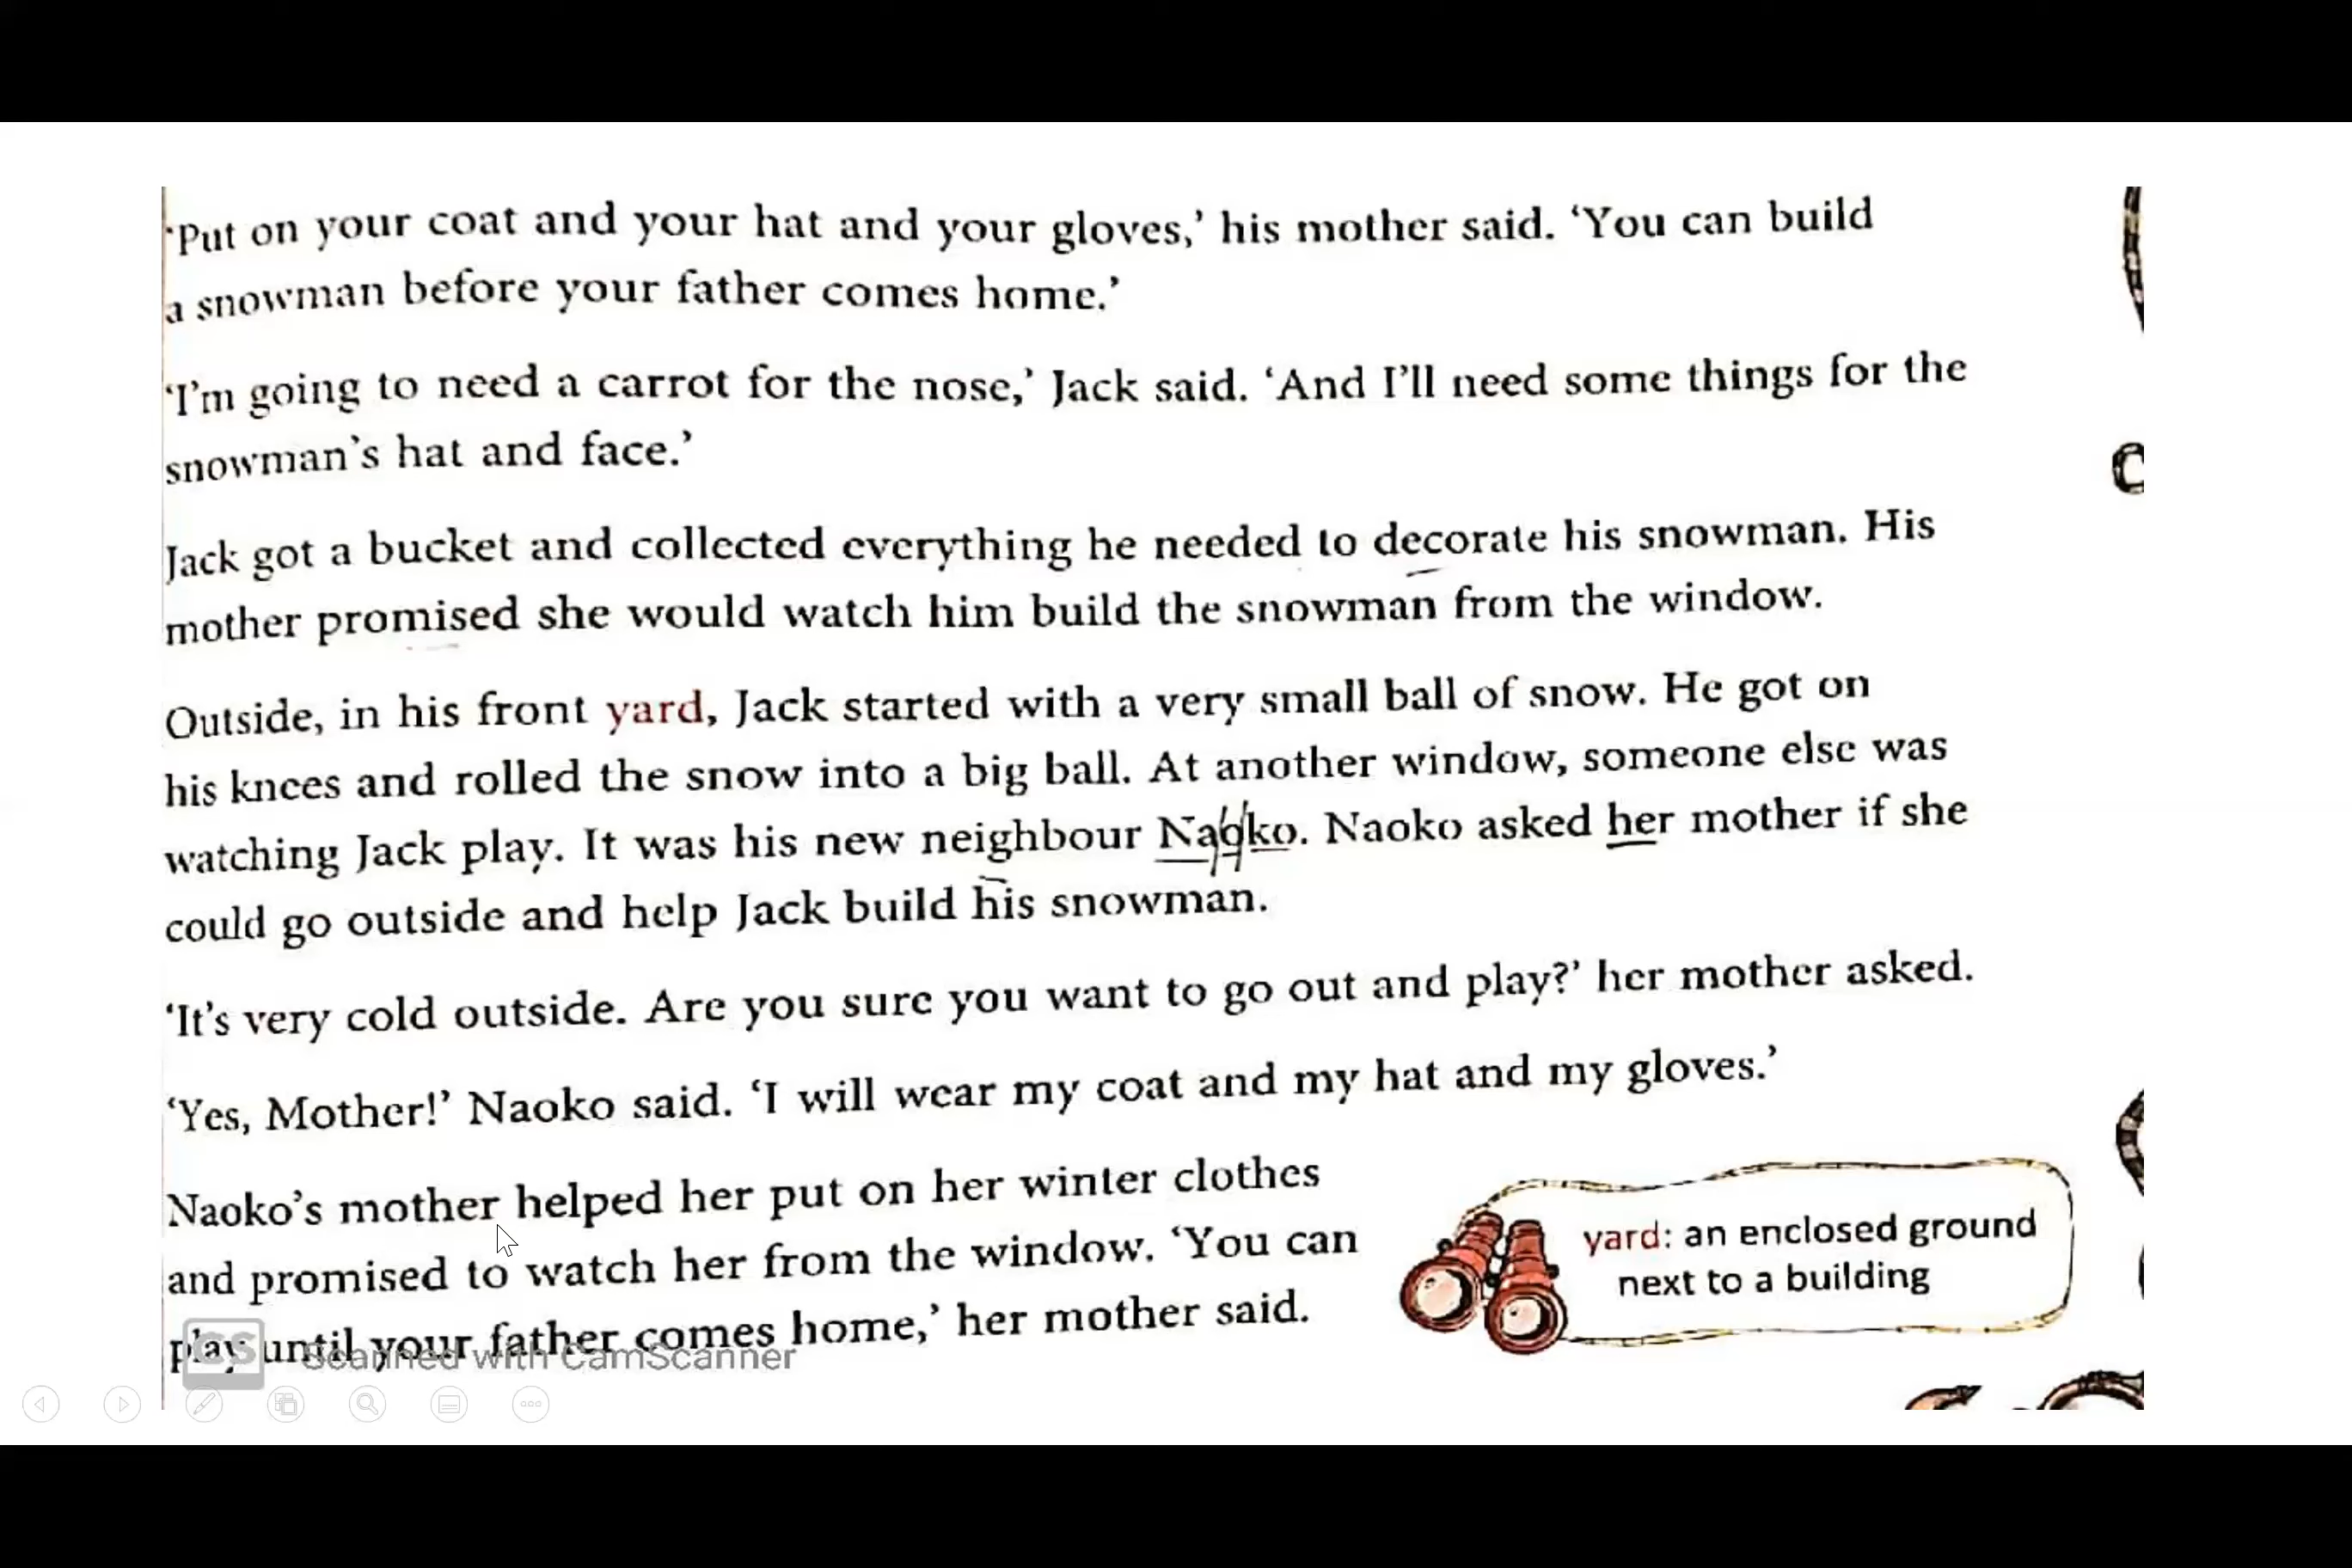 ‘Put on your coat and your hat and your gloves,’ his mother said. ‘You can build
a snowman before your father comes home.’
‘I’m going to need a carrot for the nose,’ Jack said. ‘And I’ll need some things for the
snowman’s hat and face.’
Jack got a bucket and collected everything he needed to decorate his snowman. His
mother promised she would watch him build the snowman from the window.
Outside, in his front yard, Jack started with a very small ball of snow. He got on
his knees and rolled the snow into a big ball. At another window, someone else was
watching Jack play. It was his new neighbour Naoko. Naoko asked her mother if she
could go outside and help Jack build his snowman.
‘It’s very cold outside. Are you sure you want to go out and play?’ her mother asked.
‘Yes, Mother!’ Naoko said. ‘I will wear my coat and my hat and my gloves.’
Naoko’s mother helped her put on her winter clothes
and promised to watch her from the window. ‘You can
play until your father comes home,’ her mother said.
yard: an enclosed ground
next to a building
CS Scanned with CamScanner